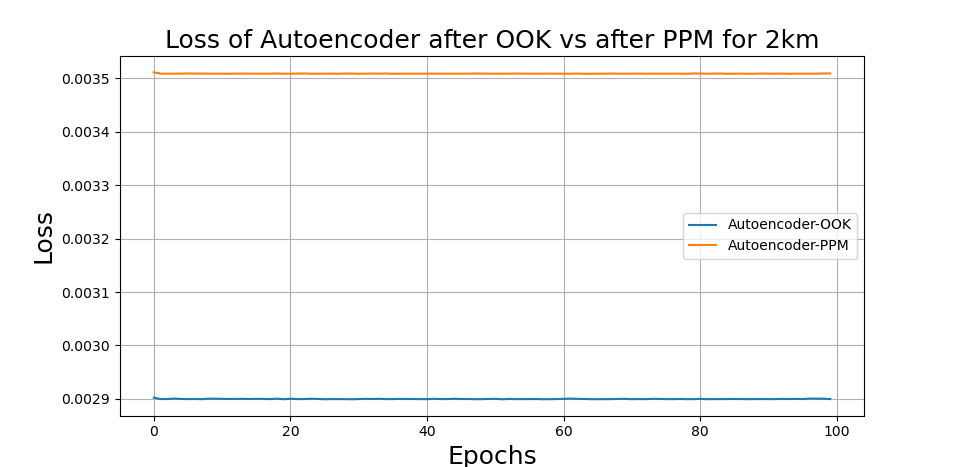 Loss of Autoencoder after OOK vs after PPM for 2km
0.0035
0.0034
0.0033
0.0032
0.0031
0.0030
0.0029
Loss
Autoencoder-OOK
Autoencoder-PPM
0 20 40 60 80 100
Epochs